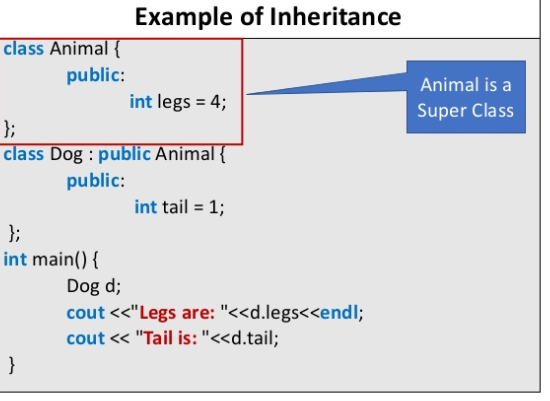 Example of Inheritance
class Animal {
public:
int legs = 4;
};
Animal is a
Super Class
class Dog : public Animal {
public:
int tail = 1;
};
int main() {
Dog d;
cout <<"Legs are: "<<d.legs<<endl;
cout << "Tail is: "<<d.tail;
}